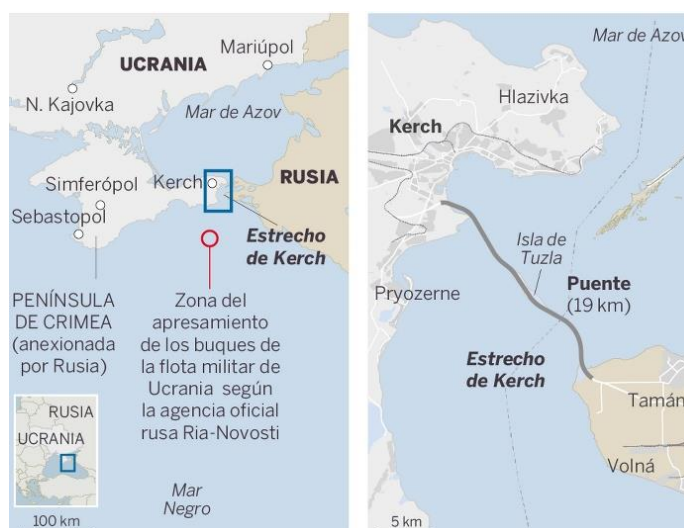 Mariúpol
UCRANIA
N. Kajovka
Mar de Azov
Kerch
RUSIA
Simferópol
Sebastopol
Estrecho
de Kerch
PENÍNSULA
DE CRIMEA
(anexionada
por Rusia)
Zona del
apresamiento
de los buques de
la flota militar de
Ucrania según
la agencia oficial
rusa Ria-Novosti
RUSIA
UCRANIA
Mar
Negro
100 km
Mar de Azov
Hlazivka
Kerch
Isla de
Tuzla
Puente
(19 km)
Pryozerne
Estrecho
de Kerch
Tamán
Volná
5 km